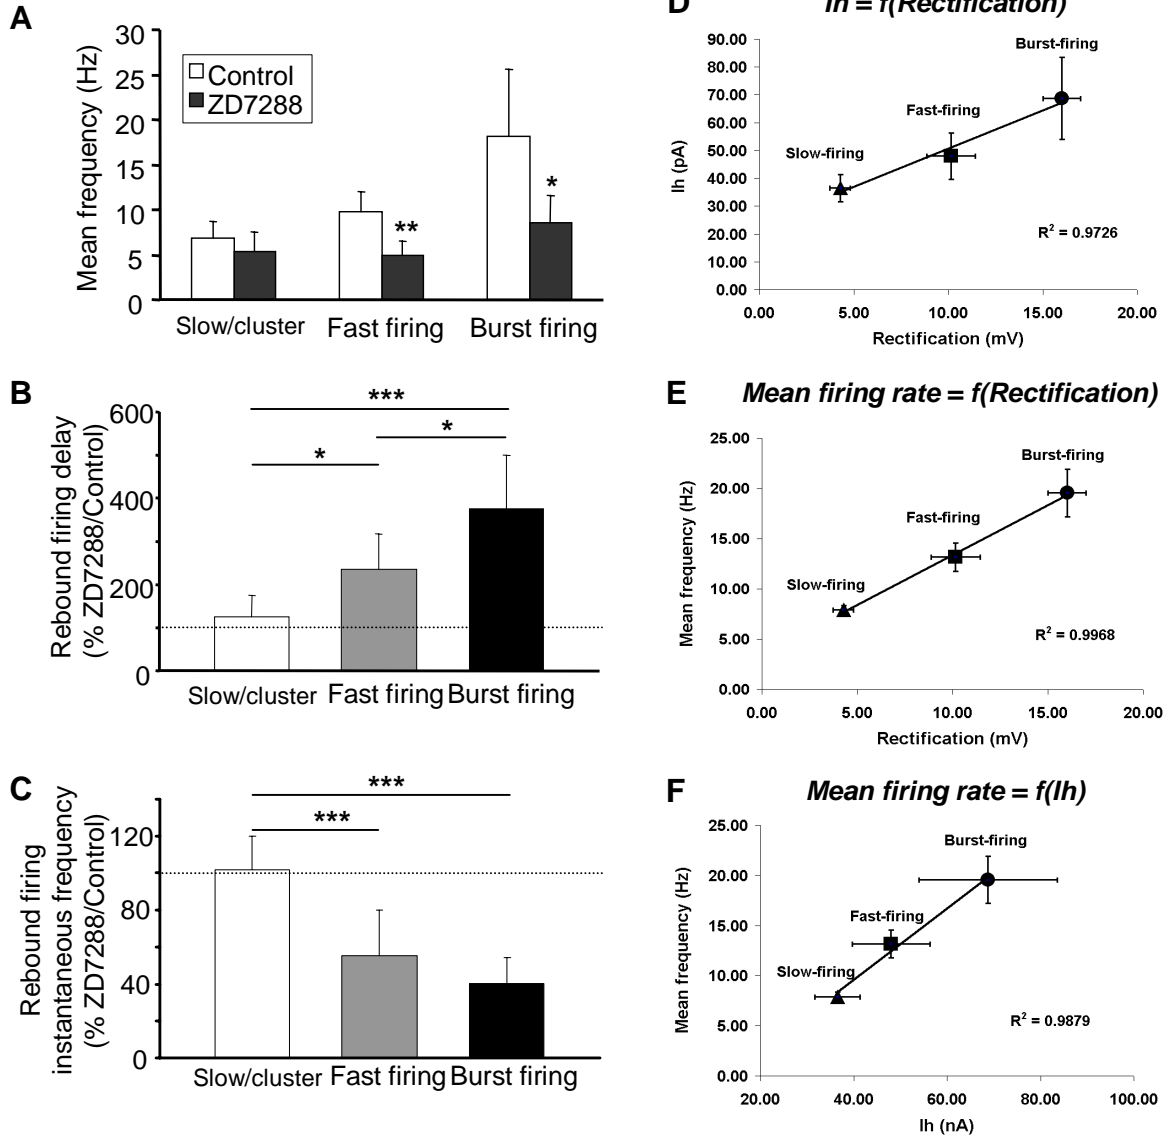 A
30
25
20
15
10
5
0
Mean frequency (Hz)
Control
ZD7288
**
*
Slow/cluster
Fast firing
Burst firing
B
600
400
200
0
Rebound firing delay
(% ZD7288/Control)
***
*
*
Slow/cluster
Fast firing
Burst firing
C
120
80
40
0
Rebound firing
instantaneous frequency
(% ZD7288/Control)
***
***
Slow/cluster
Fast firing
Burst firing
D
Ih = f(Rectification)
90.00
80.00
70.00
60.00
50.00
40.00
30.00
20.00
10.00
0.00
Ih (pA)
Burst-firing
Fast-firing
Slow-firing
R² = 0.9726
0.00 5.00 10.00 15.00 20.00
Rectification (mV)
E
Mean firing rate = f(Rectification)
25.00
20.00
15.00
10.00
5.00
0.00
Mean frequency (Hz)
Burst-firing
Fast-firing
Slow-firing
R² = 0.9968
0.00 5.00 10.00 15.00 20.00
Rectification (mV)
F
Mean firing rate = f(Ih)
25.00
20.00
15.00
10.00
5.00
0.00
Mean frequency (Hz)
Burst-firing
Fast-firing
Slow-firing
R² = 0.9879
20.00 40.00 60.00 80.00 100.00
Ih (nA)